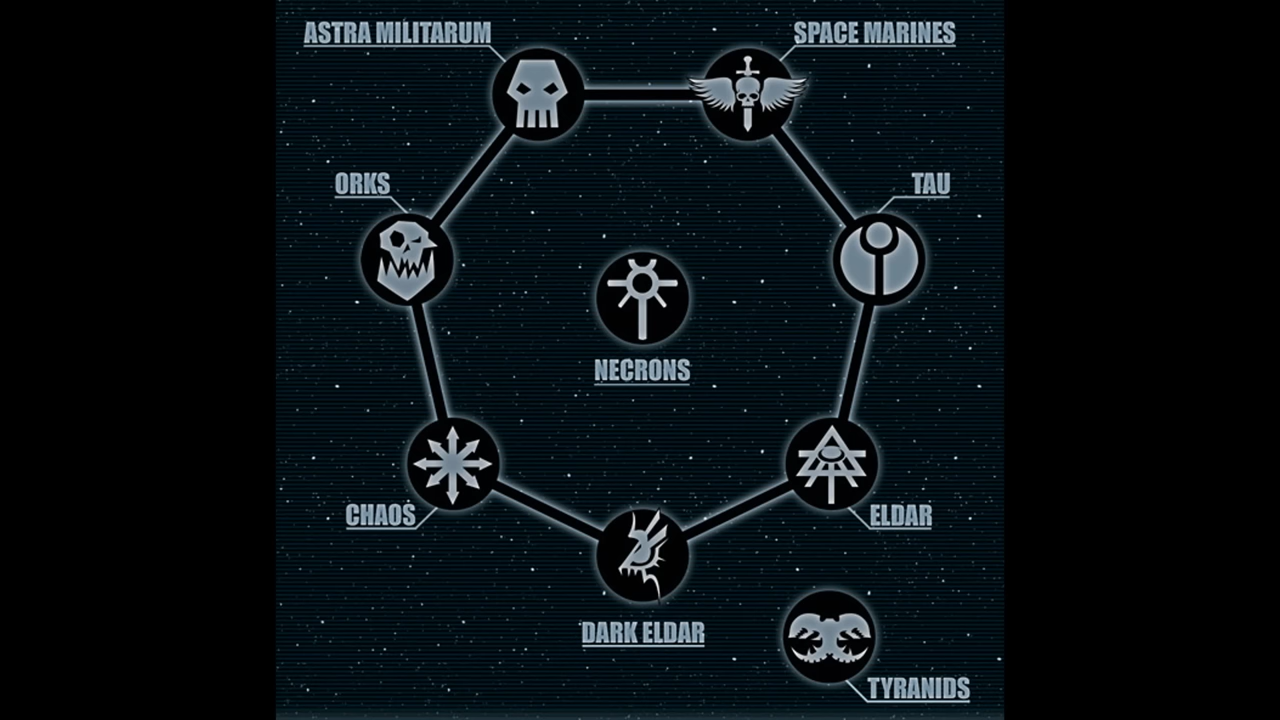 ASTRA MILITARUM
SPACE MARINES
ORKS
TAU
NECRONS
CHAOS
ELDAR
DARK ELDAR
TYRANIDS